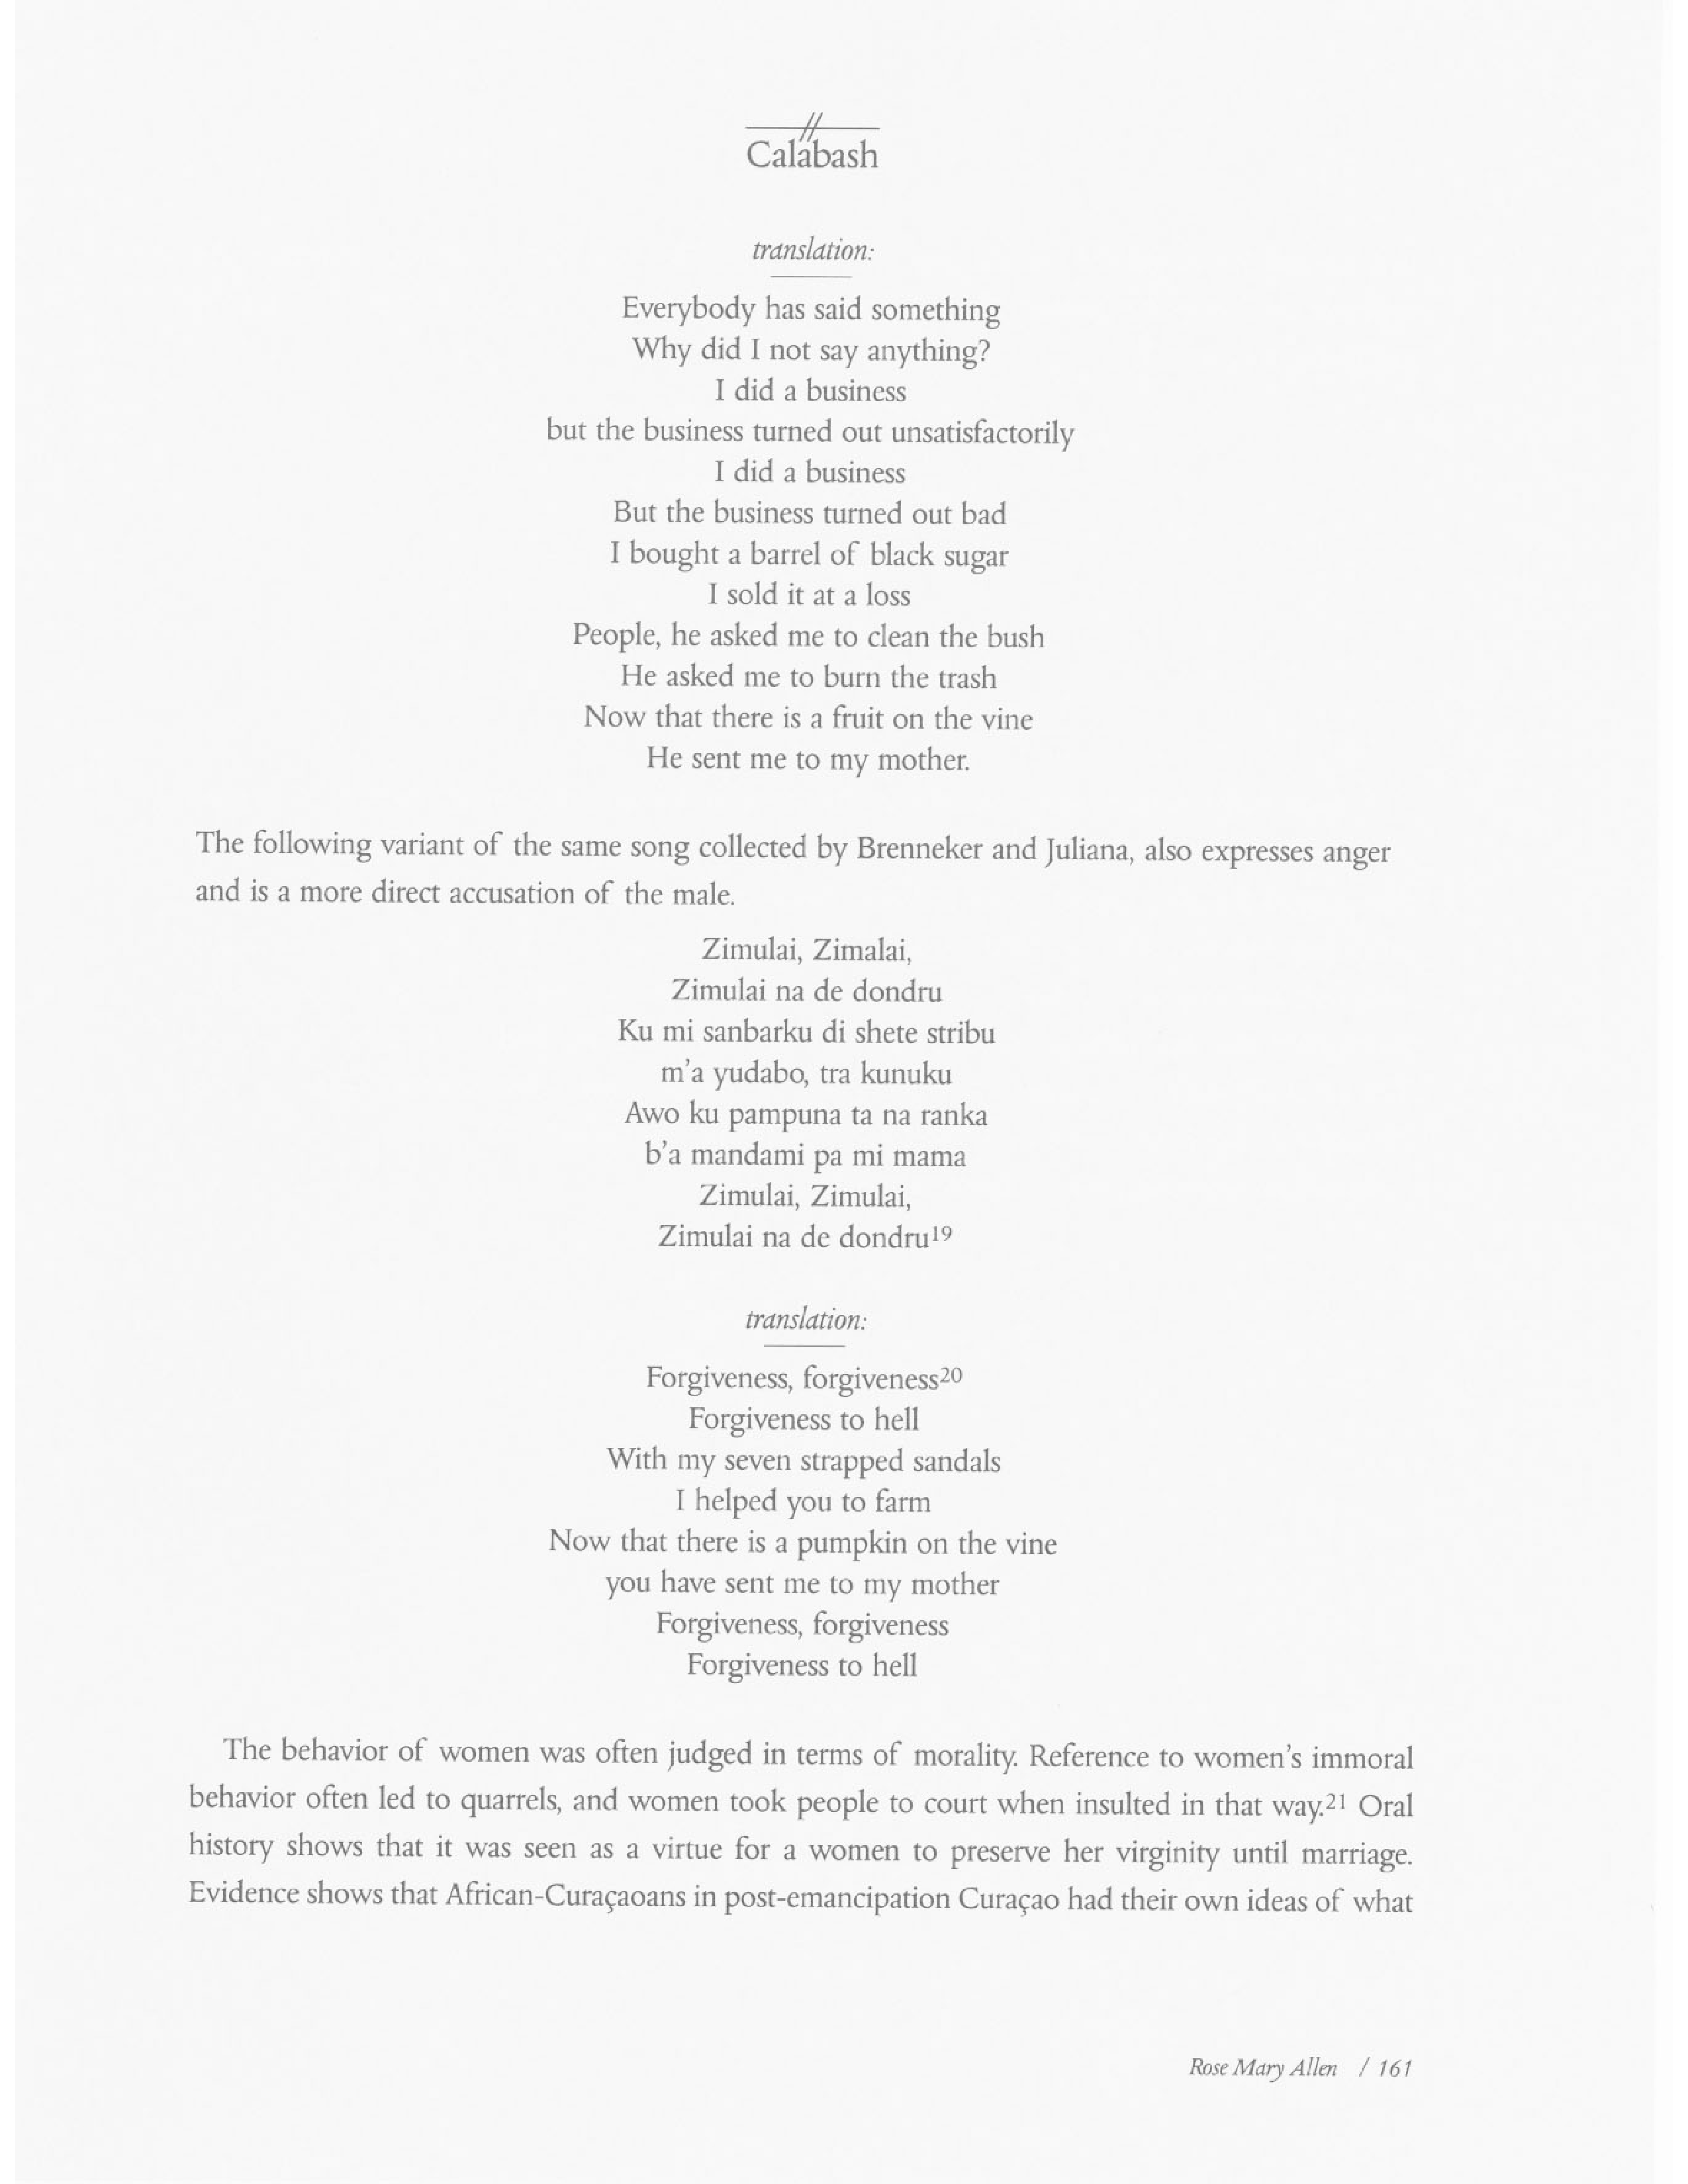 Calabash
translation:
Everybody has said something
Why did I not say anything?
I did a business
but the business turned out unsatisfactorily
I did a business
But the business turned out bad
I bought a barrel of black sugar
I sold it at a loss
People, he asked me to clean the bush
He asked me to burn the trash
Now that there is a fruit on the vine
He sent me to my mother.
The following variant of the same song collected by Brenneker and Juliana, also expresses anger
and is a more direct accusation of the male.
Zimulai, Zimalai,
Zimulai na de dondru
Ku mi sanbarku di shete stribu
m'a yudabo, tra kunuku
Awo ku pampuna ta na ranka
b'a mandami pa mi mama
Zimulai, Zimulai,
Zimulai na de dondru19
translation:
Forgiveness, forgiveness20
Forgiveness to hell
With my seven strapped sandals
I helped you to farm
Now that there is a pumpkin on the vine
you have sent me to my mother
Forgiveness, forgiveness
Forgiveness to hell
The behavior of women was often judged in terms of morality. Reference to women's immoral
behavior often led to quarrels, and women took people to court when insulted in that way.21 Oral
history shows that it was seen as a virtue for a women to preserve her virginity until marriage.
Evidence shows that African-Curaçaoans in post-emancipation Curaçao had their own ideas of what
Rose Mary Allen / 161